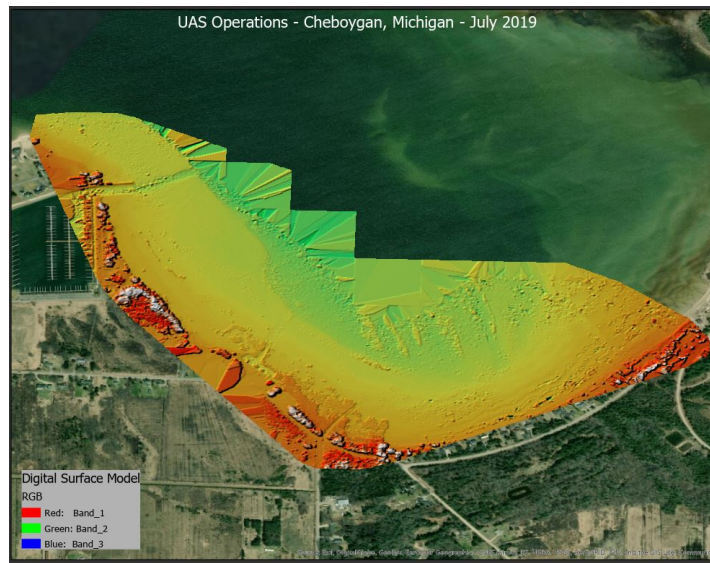 UAS Operations - Cheboygan, Michigan - July 2019
Digital Surface Model
RGB
Red: Band_1
Green: Band_2
Blue: Band_3